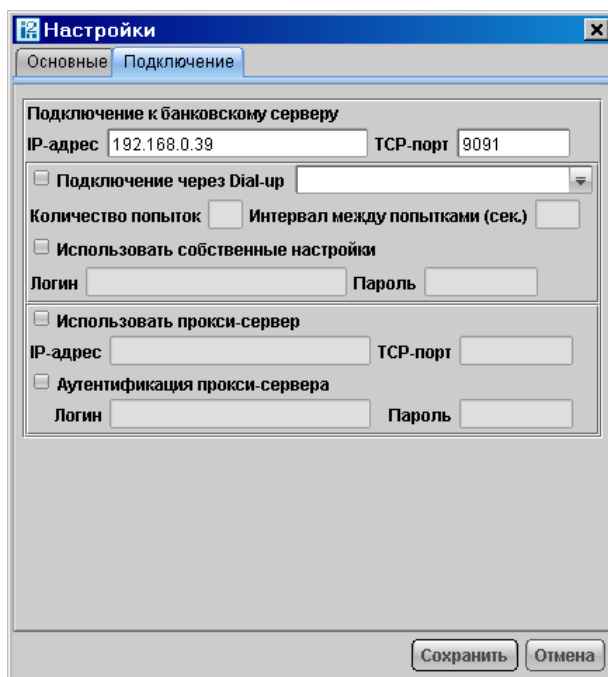 Настройки
Основные Подключение
Подключение к банковскому серверу
IP-адрес 192.168.0.39 TCP-порт 9091
Подключение через Dial-up
Количество попыток Интервал между попытками (сек.)
Использовать собственные настройки
Логин Пароль
Использовать прокси-сервер
IP-адрес TCP-порт
Аутентификация прокси-сервера
Логин Пароль
Сохранить Отмена